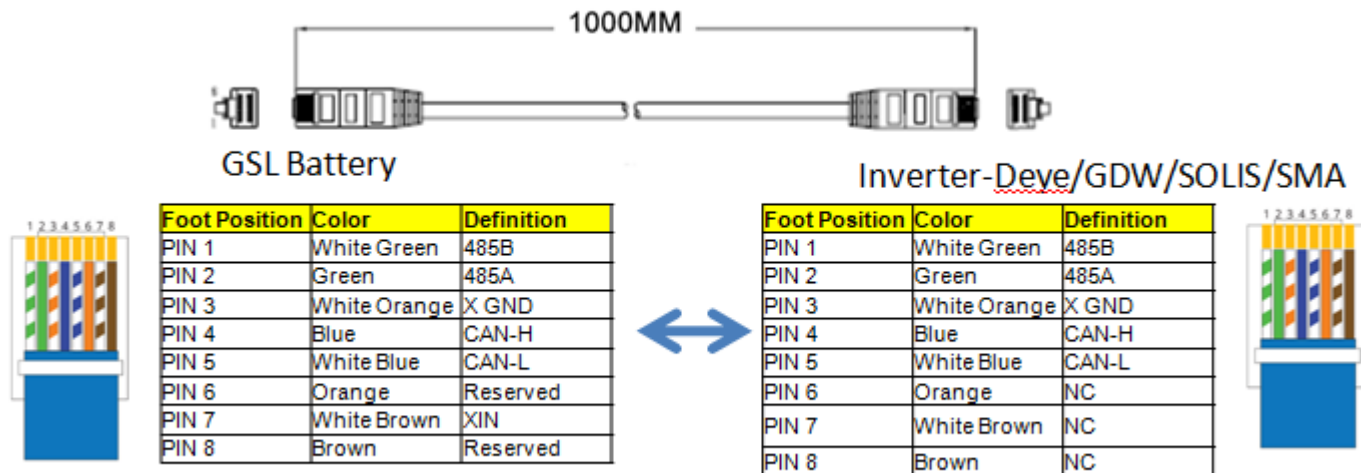 1000MM
GSL Battery
Inverter-Deye/GDW/SOLIS/SMA
1 2 3 4 5 6 7 8
Foot Position Color Definition
PIN 1 White Green 485B
PIN 2 Green 485A
PIN 3 White Orange X GND
PIN 4 Blue CAN-H
PIN 5 White Blue CAN-L
PIN 6 Orange Reserved
PIN 7 White Brown XIN
PIN 8 Brown Reserved
Foot Position Color Definition
PIN 1 White Green 485B
PIN 2 Green 485A
PIN 3 White Orange X GND
PIN 4 Blue CAN-H
PIN 5 White Blue CAN-L
PIN 6 Orange NC
PIN 7 White Brown NC
PIN 8 Brown NC
1 2 3 4 5 6 7 8